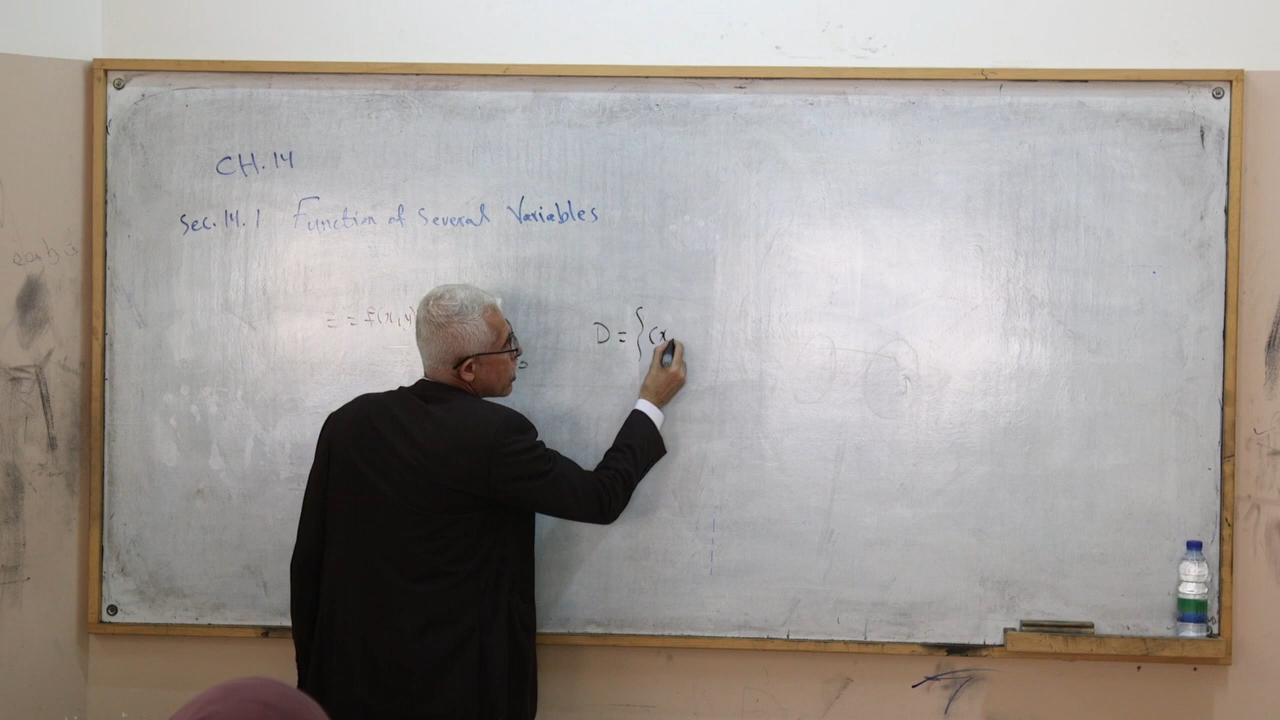 CH.14
Sec. 14.1 Function of Several Variables
Z = f(x,y)
D = { (x